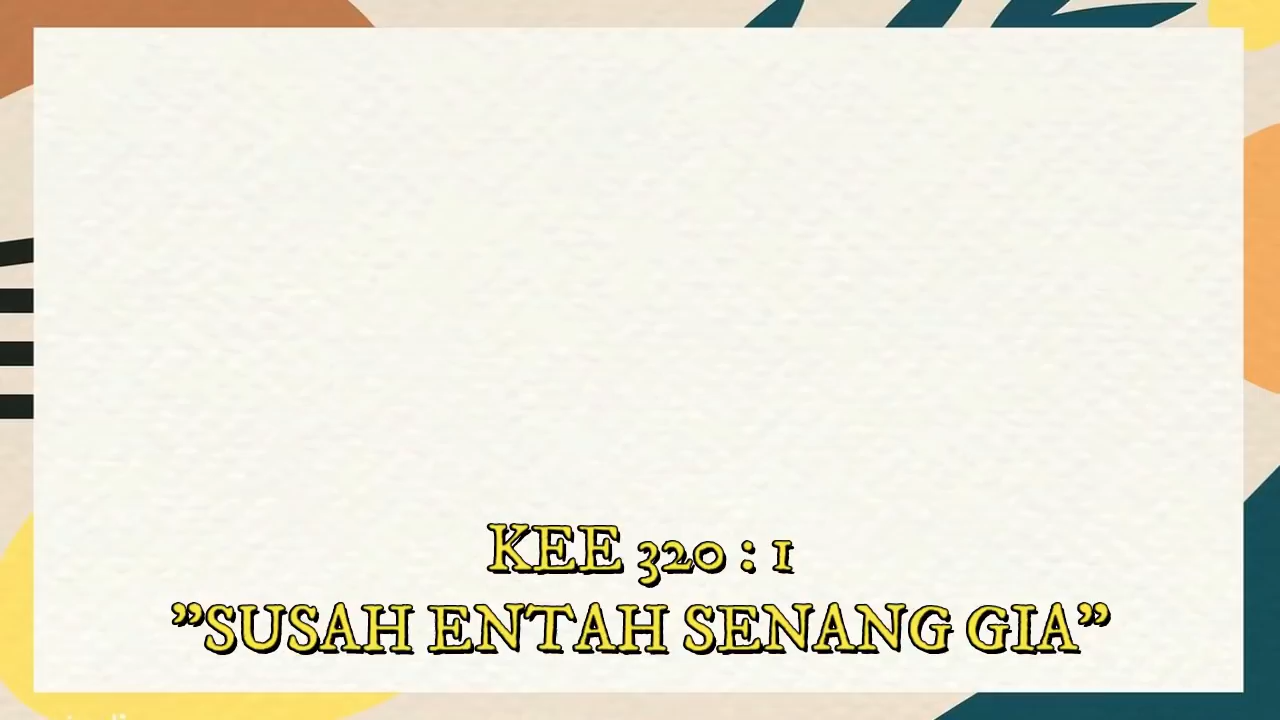 KEE 320 : 1
”SUSAH ENTAH SENANG GIA”